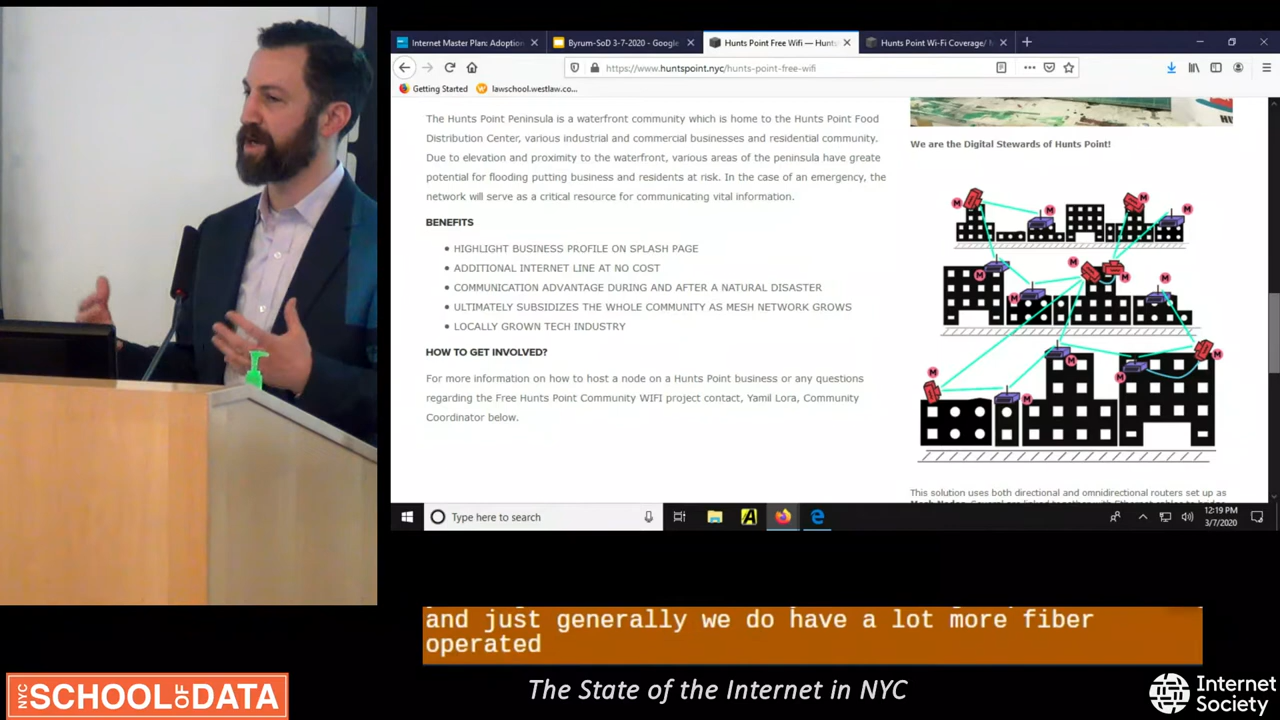 Internet Master Plan: Adoption
Byrum-SoD 3-7-2020 - Google
Hunts Point Free Wifi — Hunts
Hunts Point Wi-Fi Coverage/
https://www.huntspoint.nyc/hunts-point-free-wifi
Getting Started
lawschool.westlaw.co...
The Hunts Point Peninsula is a waterfront community which is home to the Hunts Point Food
Distribution Center, various industrial and commercial businesses and residential community.
Due to elevation and proximity to the waterfront, various areas of the peninsula have greate
potential for flooding putting business and residents at risk. In the case of an emergency, the
network will serve as a critical resource for communicating vital information.
BENEFITS
• HIGHLIGHT BUSINESS PROFILE ON SPLASH PAGE
• ADDITIONAL INTERNET LINE AT NO COST
• COMMUNICATION ADVANTAGE DURING AND AFTER A NATURAL DISASTER
• ULTIMATELY SUBSIDIZES THE WHOLE COMMUNITY AS MESH NETWORK GROWS
• LOCALLY GROWN TECH INDUSTRY
HOW TO GET INVOLVED?
For more information on how to host a node on a Hunts Point business or any questions
regarding the Free Hunts Point Community WIFI project contact, Yamil Lora, Community
Coordinator below.
We are the Digital Stewards of Hunts Point!
M
M
M
M
M
M
M
M
M
M
M
M
M
M
This solution uses both directional and omnidirectional routers set up as
Type here to search
12:19 PM
3/7/2020
and just generally we do have a lot more fiber
operated
NYC SCHOOL OF DATA
The State of the Internet in NYC
Internet
Society